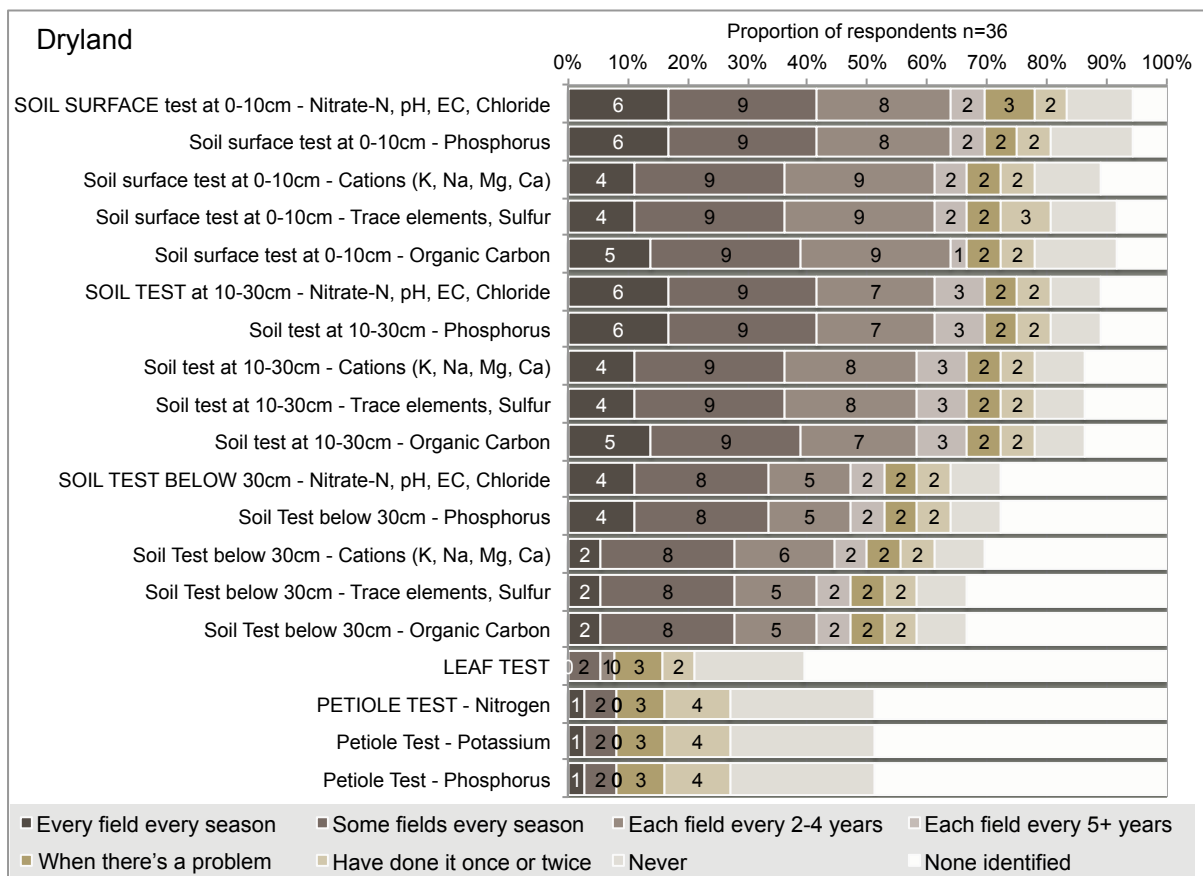 Dryland
Proportion of respondents n=36
0% 10% 20% 30% 40% 50% 60% 70% 80% 90% 100%
SOIL SURFACE test at 0-10cm - Nitrate-N, pH, EC, Chloride 6 9 8 2 3 2
Soil surface test at 0-10cm - Phosphorus 6 9 8 2 2 2
Soil surface test at 0-10cm - Cations (K, Na, Mg, Ca) 4 9 9 2 2 2
Soil surface test at 0-10cm - Trace elements, Sulfur 4 9 9 2 2 3
Soil surface test at 0-10cm - Organic Carbon 5 9 9 1 2 2
SOIL TEST at 10-30cm - Nitrate-N, pH, EC, Chloride 6 9 7 3 2 2
Soil test at 10-30cm - Phosphorus 6 9 7 3 2 2
Soil test at 10-30cm - Cations (K, Na, Mg, Ca) 4 9 8 3 2 2
Soil test at 10-30cm - Trace elements, Sulfur 4 9 8 3 2 2
Soil test at 10-30cm - Organic Carbon 5 9 7 3 2 2
SOIL TEST BELOW 30cm - Nitrate-N, pH, EC, Chloride 4 8 5 2 2 2
Soil Test below 30cm - Phosphorus 4 8 5 2 2 2
Soil Test below 30cm - Cations (K, Na, Mg, Ca) 2 8 6 2 2 2
Soil Test below 30cm - Trace elements, Sulfur 2 8 5 2 2 2
Soil Test below 30cm - Organic Carbon 2 8 5 2 2 2
LEAF TEST 0 2 1 0 3 2
PETIOLE TEST - Nitrogen 1 2 0 3 4
Petiole Test - Potassium 1 2 0 3 4
Petiole Test - Phosphorus 1 2 0 3 4
Every field every season Some fields every season Each field every 2-4 years Each field every 5+ years
When there's a problem Have done it once or twice Never None identified